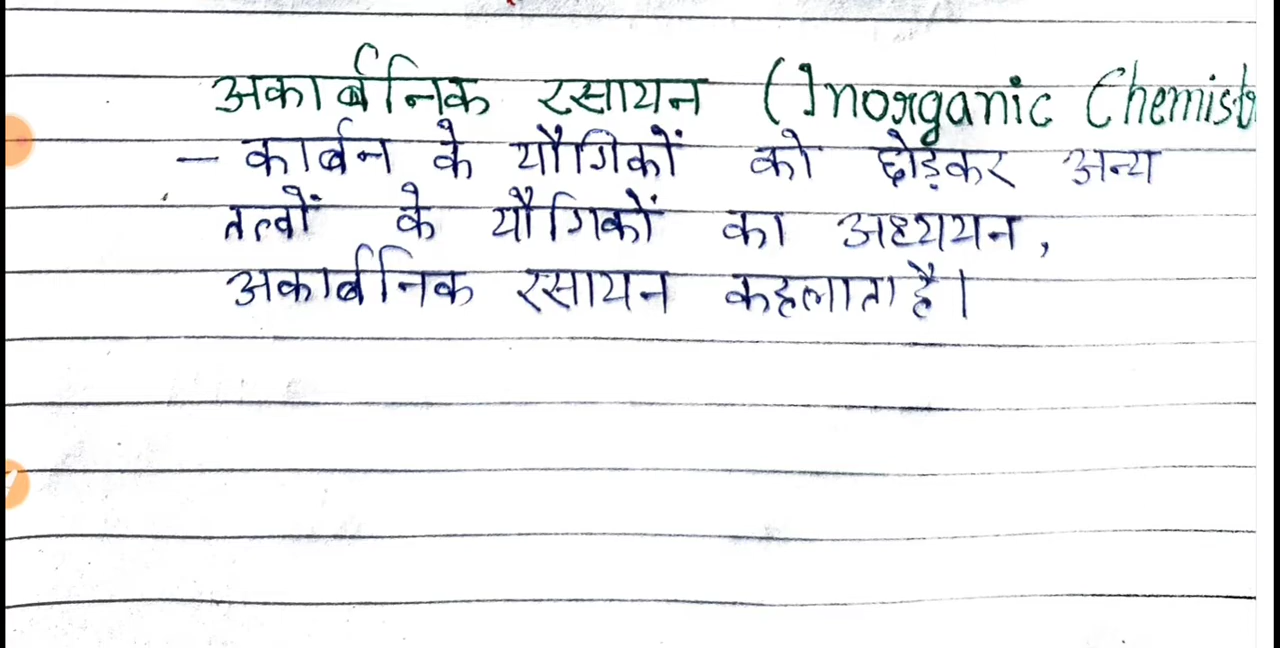 अकार्बनिक रसायन (Inorganic Chemist
– कार्बन के यौगिकों को छोड़कर अन्य
तत्वों के यौगिकों का अध्ययन,
अकार्बनिक रसायन कहलाता है।